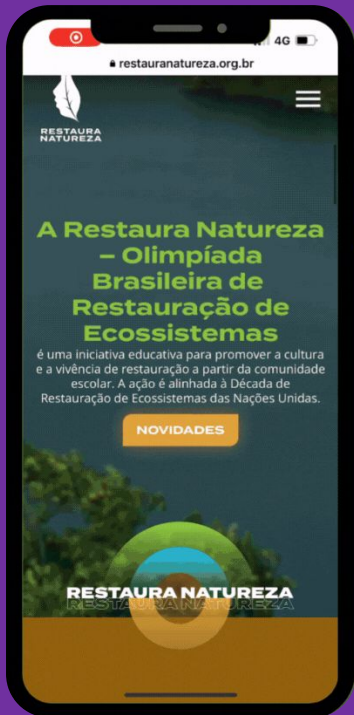 4G
restauranatureza.org.br
RESTAURA
NATUREZA
A Restaura Natureza
– Olimpíada
Brasileira de
Restauração de
Ecossistemas
é uma iniciativa educativa para promover a cultura
e a vivência de restauração a partir da comunidade
escolar. A ação é alinhada à Década de
Restauração de Ecossistemas das Nações Unidas.
NOVIDADES
RESTAURA NATUREZA
RESTAURA NATUREZA